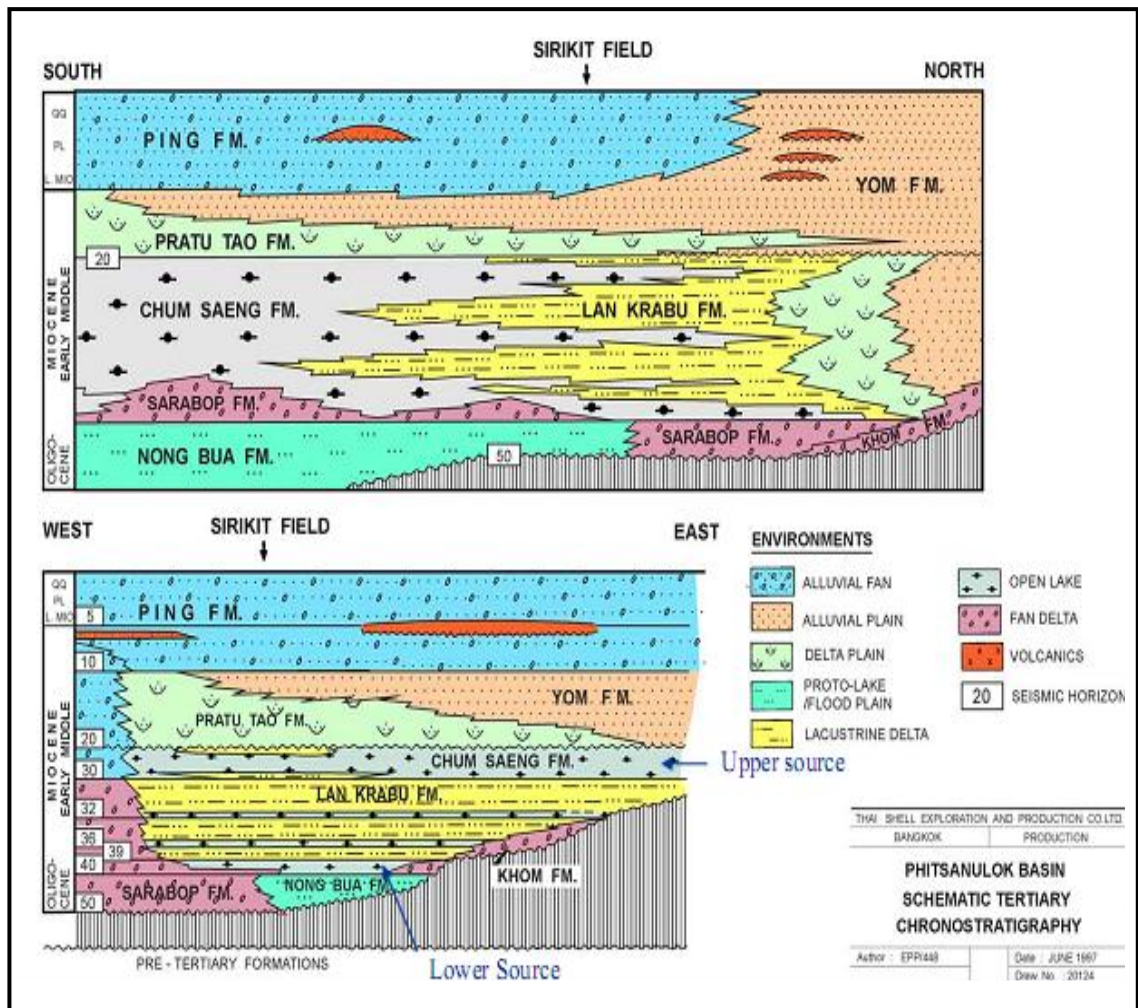 SIRIKIT FIELD
SOUTH
NORTH
QQ
PL
L. MIO
PING FM.
YOM FM.
PRATU TAO FM.
20
MIOCENE
EARLY MIDDLE
CHUM SAENG FM.
LAN KRABU FM.
SARABOP FM.
SARABOP FM.
KHOM FM.
OLIGO-
CENE
NONG BUA FM.
50
WEST
SIRIKIT FIELD
EAST
QQ
PL
L. MIO
5
PING FM.
10
YOM FM.
PRATU TAO FM.
MIOCENE
EARLY MIDDLE
20
CHUM SAENG FM.
Upper source
30
LAN KRABU FM.
32
36
39
40
KHOM FM.
OLIGO-
CENE
SARABOP FM.
NONG BUA FM.
50
PRE - TERTIARY FORMATIONS
Lower Source
ENVIRONMENTS
ALLUVIAL FAN
ALLUVIAL PLAIN
DELTA PLAIN
PROTO-LAKE
/FLOOD PLAIN
LACUSTRINE DELTA
OPEN LAKE
FAN DELTA
VOLCANICS
20 SEISMIC HORIZON
THAI SHELL EXPLORATION AND PRODUCTION CO.LTD
BANGKOK PRODUCTION
PHITSANULOK BASIN
SCHEMATIC TERTIARY
CHRONOSTRATIGRAPHY
Author : EPP/448
Date : JUNE 1997
Drew No. : 20124